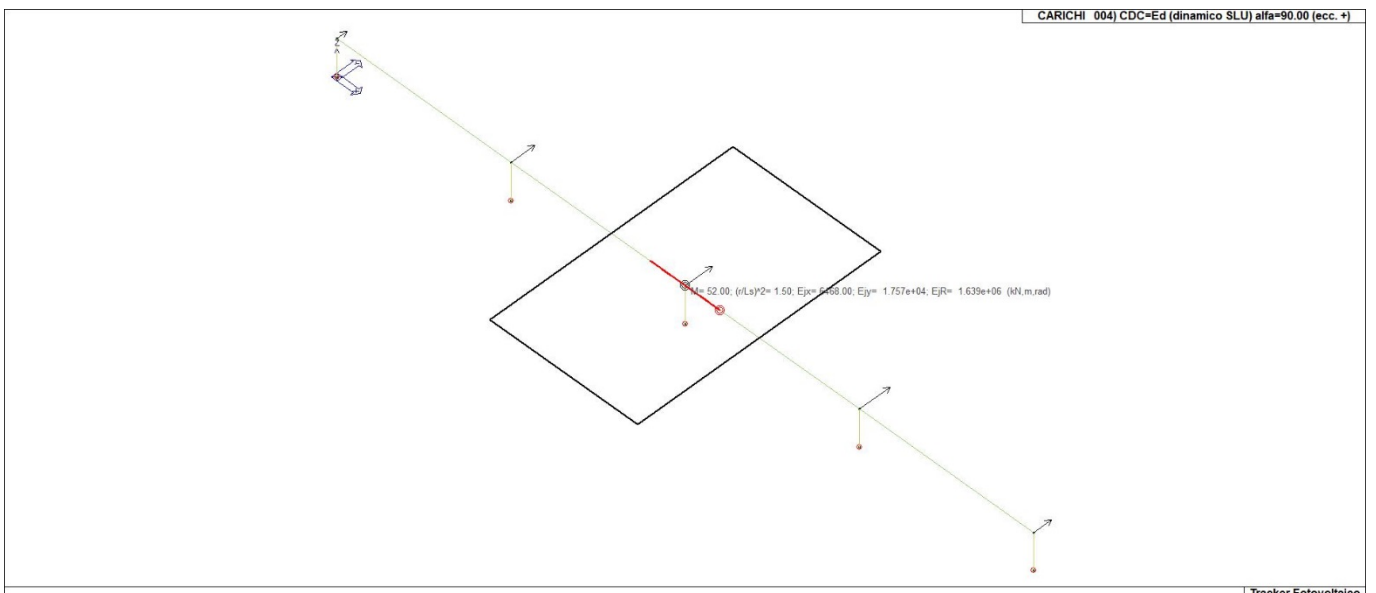 CARICHI 004) CDC=Ed (dinamico SLU) alfa=90.00 (ecc. +)
Z
M= 52.00; (r/Ls)^2= 1.50; Ejx= 6468.00; Ejy= 1.757e+04; EjR= 1.639e+06 (kN,m,rad)
Tracker Fotovoltaico